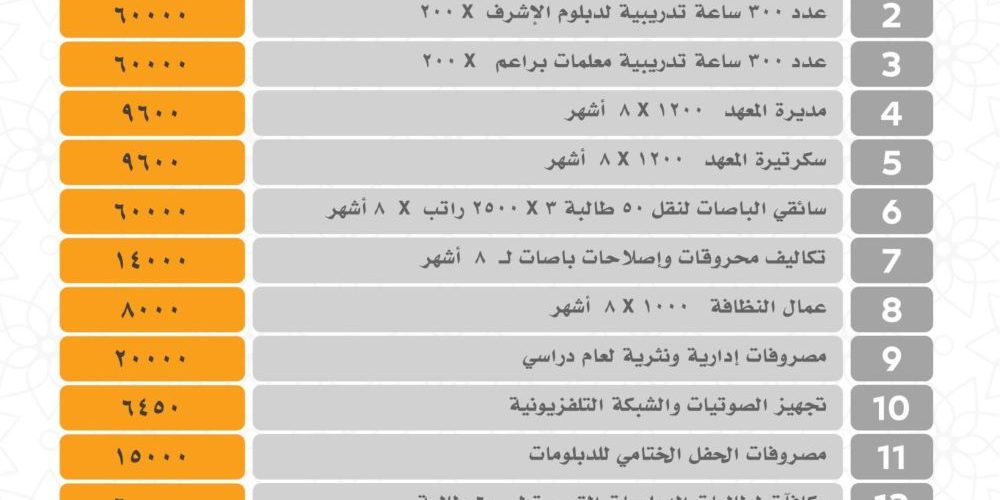 2 عدد ٣٠٠ ساعة تدريبية لدبلوم الإشرف X ٢٠٠ ٦٠٠٠٠
3 عدد ٣٠٠ ساعة تدريبية معلمات براعم X ٢٠٠ ٦٠٠٠٠
4 مديرة المعهد ١٢٠٠ X ٨ أشهر ٩٦٠٠
5 سكرتيرة المعهد ١٢٠٠ X ٨ أشهر ٩٦٠٠
6 سائقي الباصات لنقل ٥٠ طالبة ٣ X ٢٥٠٠ راتب X ٨ أشهر ٦٠٠٠٠
7 تكاليف محروقات وإصلاحات باصات لـ ٨ أشهر ١٤٠٠٠
8 عمال النظافة ١٠٠٠ X ٨ أشهر ٨٠٠٠
9 مصروفات إدارية ونثرية لعام دراسي ٢٠٠٠٠
10 تجهيز الصوتيات والشبكة التلفزيونية ٦٤٥٠
11 مصروفات الحفل الختامي للدبلومات ١٥٠٠٠